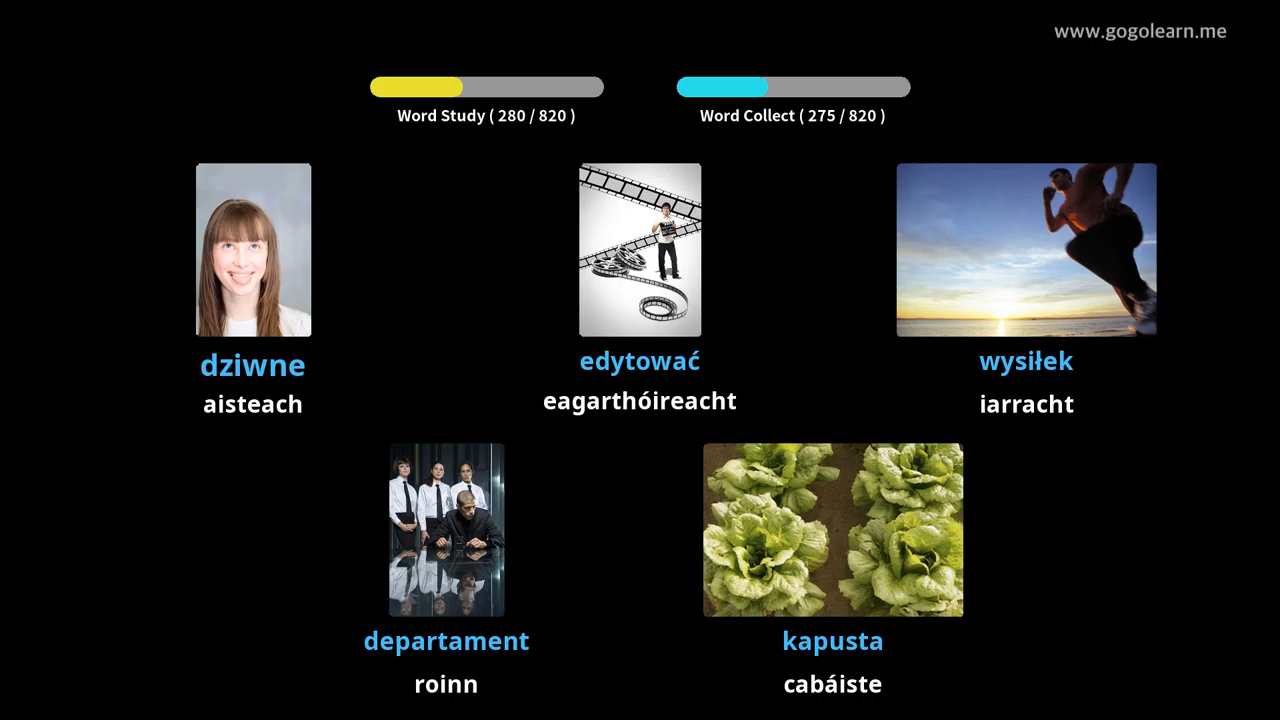 www.gogolearn.me
Word Study ( 280 / 820 )
Word Collect ( 275 / 820 )
dziwne
aisteach
edytować
eagarthóireacht
wysiłek
iarracht
departament
roinn
kapusta
cabáiste